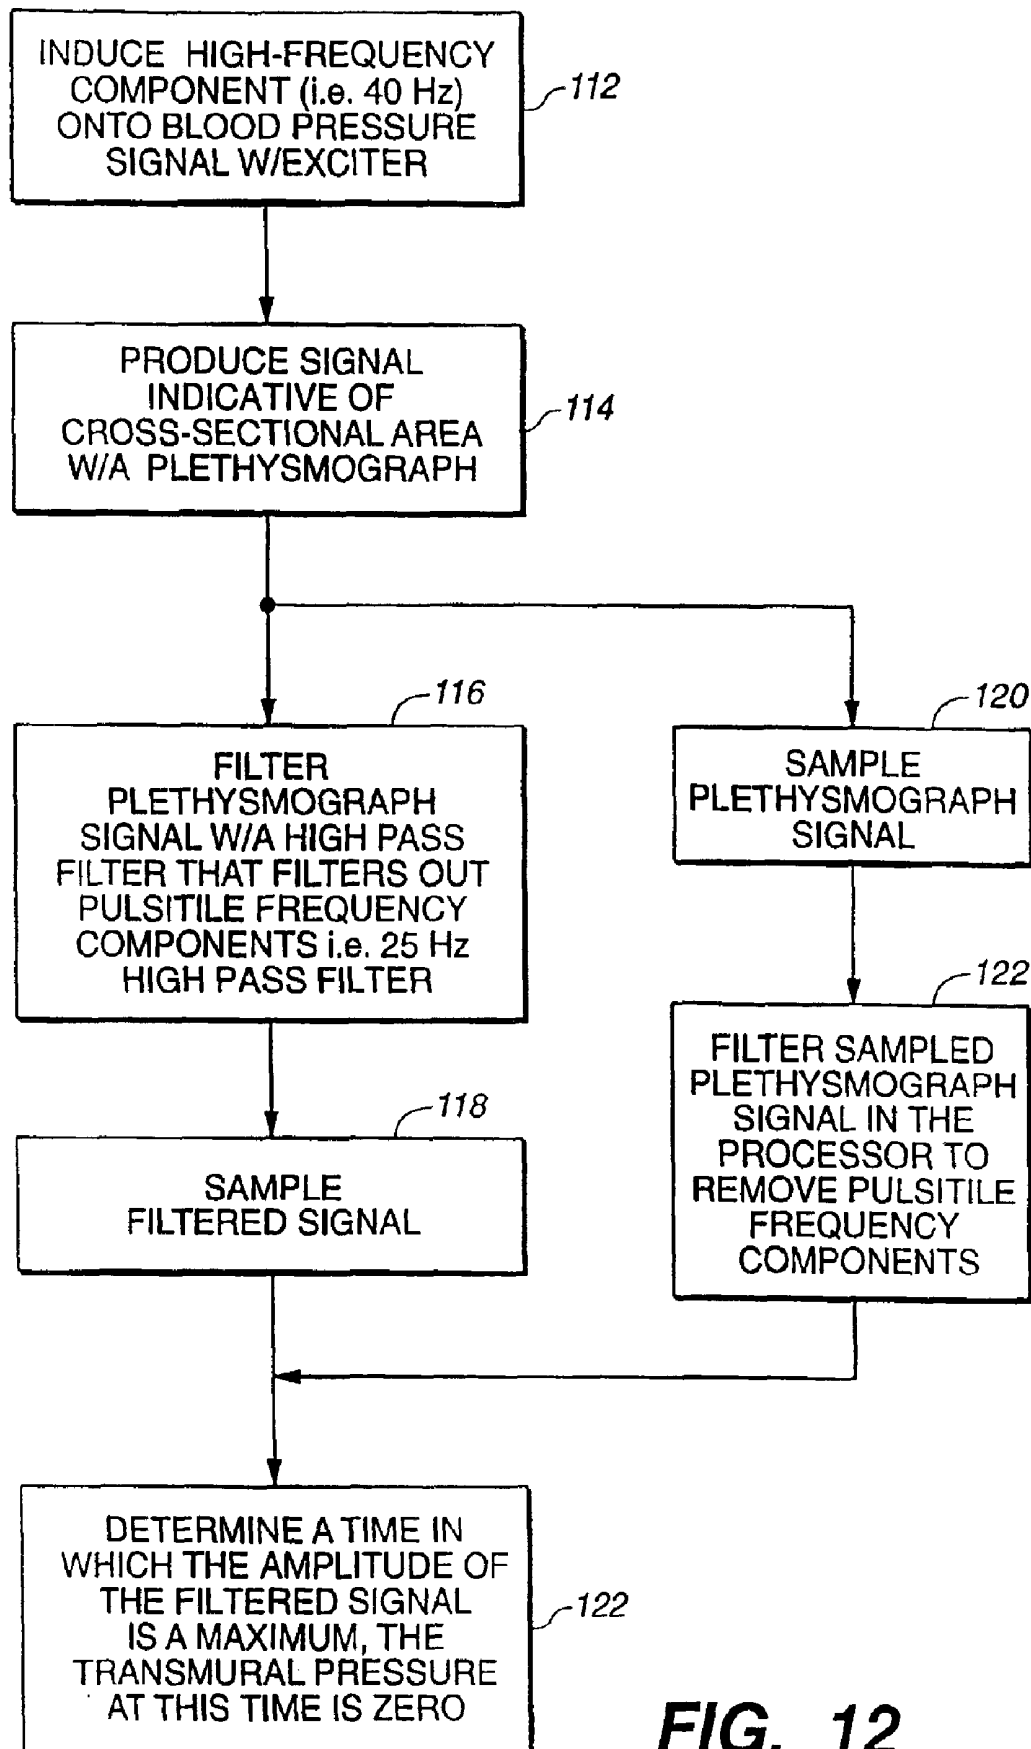 INDUCE HIGH-FREQUENCY
COMPONENT (i.e. 40 Hz)
ONTO BLOOD PRESSURE
SIGNAL W/EXCITER
112
PRODUCE SIGNAL
INDICATIVE OF
CROSS-SECTIONAL AREA
W/A PLETHYSMOGRAPH
114
116
FILTER
PLETHYSMOGRAPH
SIGNAL W/A HIGH PASS
FILTER THAT FILTERS OUT
PULSITILE FREQUENCY
COMPONENTS i.e. 25 Hz
HIGH PASS FILTER
120
SAMPLE
PLETHYSMOGRAPH
SIGNAL
118
SAMPLE
FILTERED SIGNAL
122
FILTER SAMPLED
PLETHYSMOGRAPH
SIGNAL IN THE
PROCESSOR TO
REMOVE PULSITILE
FREQUENCY
COMPONENTS
DETERMINE A TIME IN
WHICH THE AMPLITUDE OF
THE FILTERED SIGNAL
IS A MAXIMUM, THE
TRANSMURAL PRESSURE
AT THIS TIME IS ZERO
122
FIG. 12